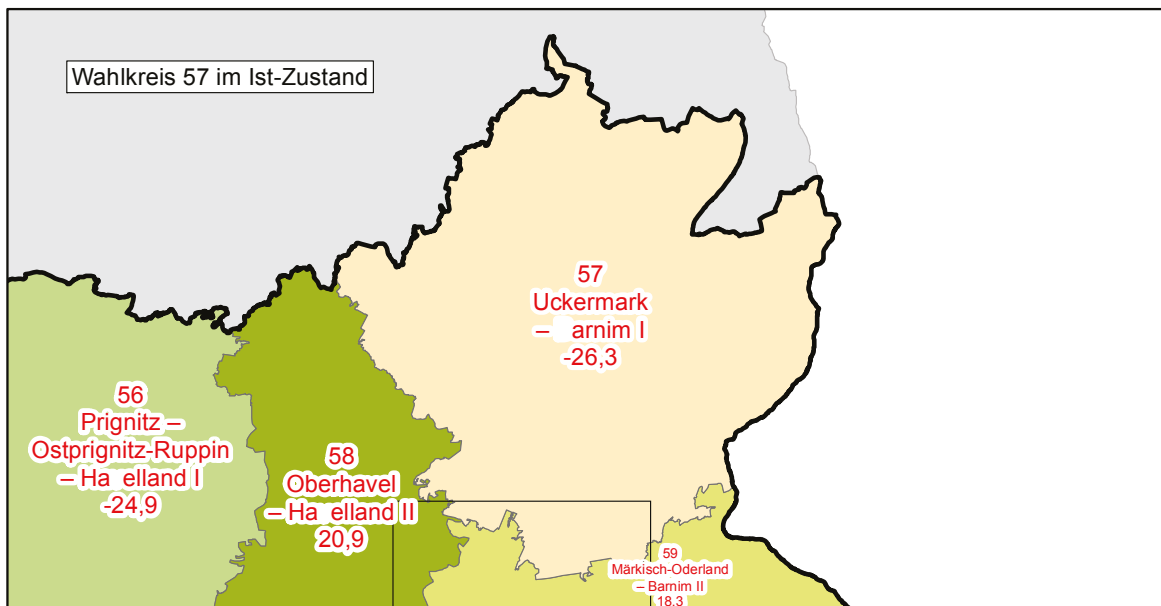 Wahlkreis 57 im Ist-Zustand
57
Uckermark
– arnim I
-26,3
56
Prignitz –
Ostprignitz-Ruppin
– Ha elland I
-24,9
58
Oberhavel
– Ha elland II
20,9
59
Märkisch-Oderland
– Barnim II
18,3